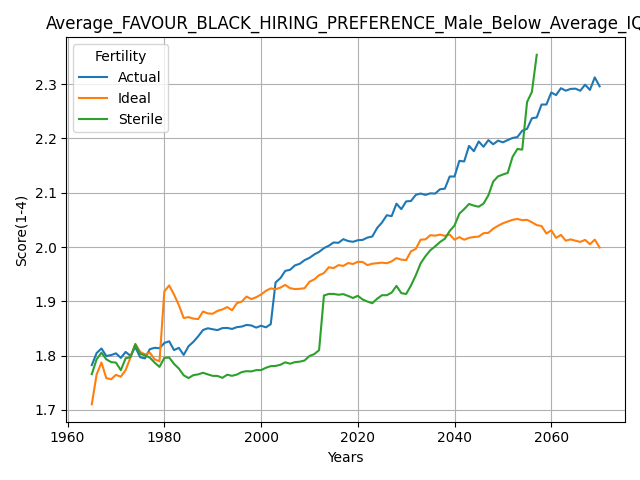 Average_FAVOUR_BLACK_HIRING_PREFERENCE_Male_Below_Average_IQ
Fertility
Actual
Ideal
Sterile
Score(1-4)
2.3
2.2
2.1
2.0
1.9
1.8
1.7
1960 1980 2000 2020 2040 2060
Years